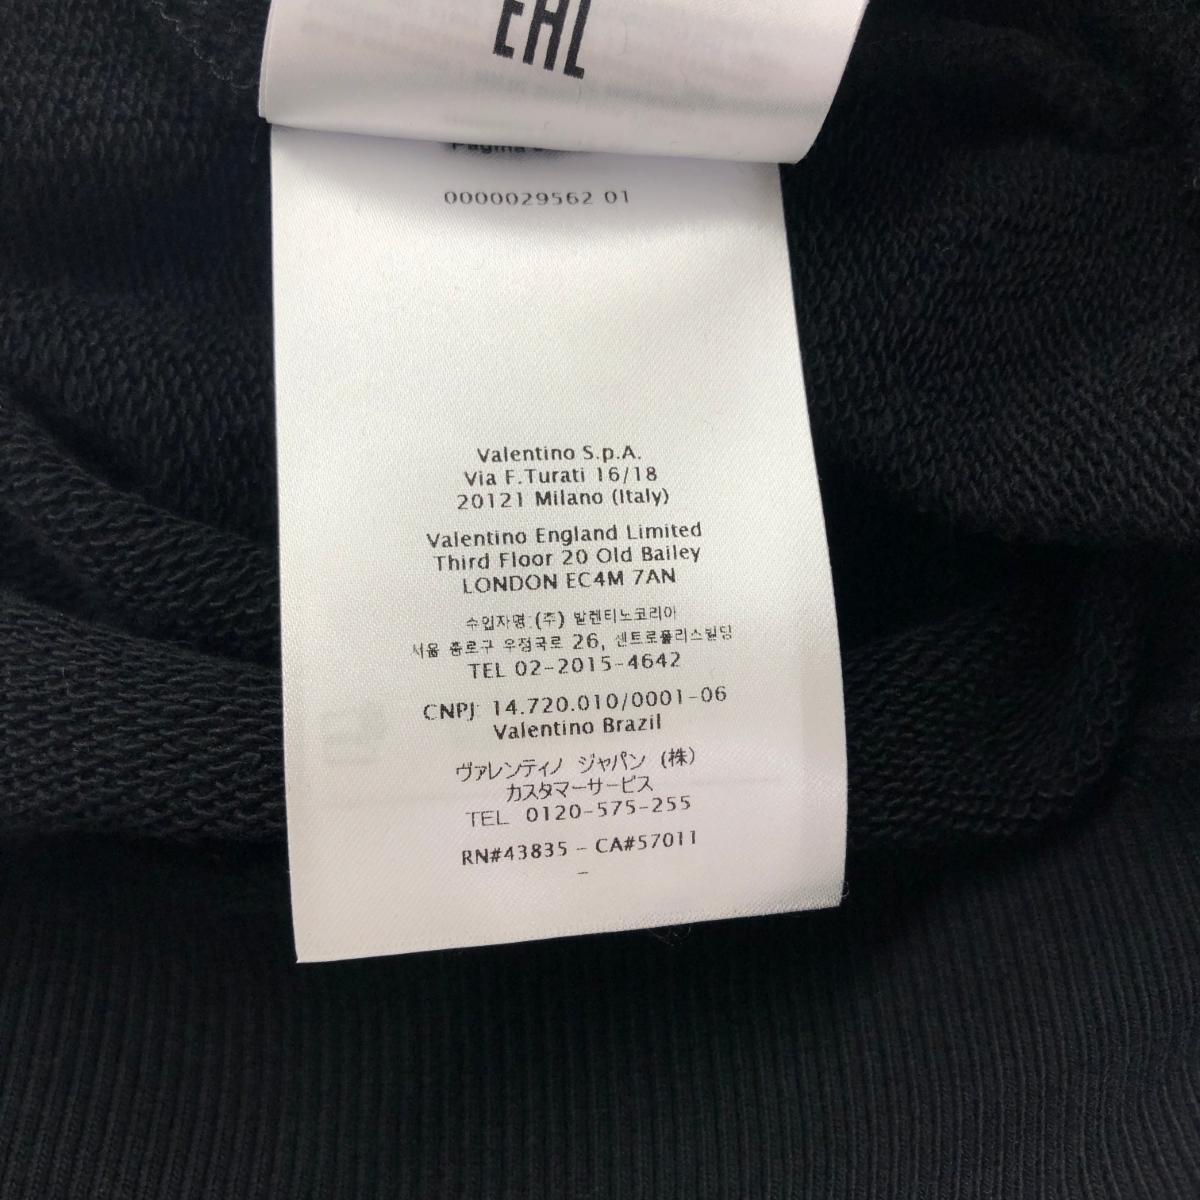 EAC
Pagina
0000029562 01
Valentino S.p.A.
Via F.Turati 16/18
20121 Milano (Italy)
Valentino England Limited
Third Floor 20 Old Bailey
LONDON EC4M 7AN
수입자명:(주) 발렌티노코리아
서울 종로구 우정국로 26, 센트로폴리스빌딩
TEL 02-2015-4642
CNPJ: 14.720.010/0001-06
Valentino Brazil
ヴァレンティノ ジャパン (株)
カスタマーサービス
TEL 0120-575-255
RN#43835 - CA#57011
-